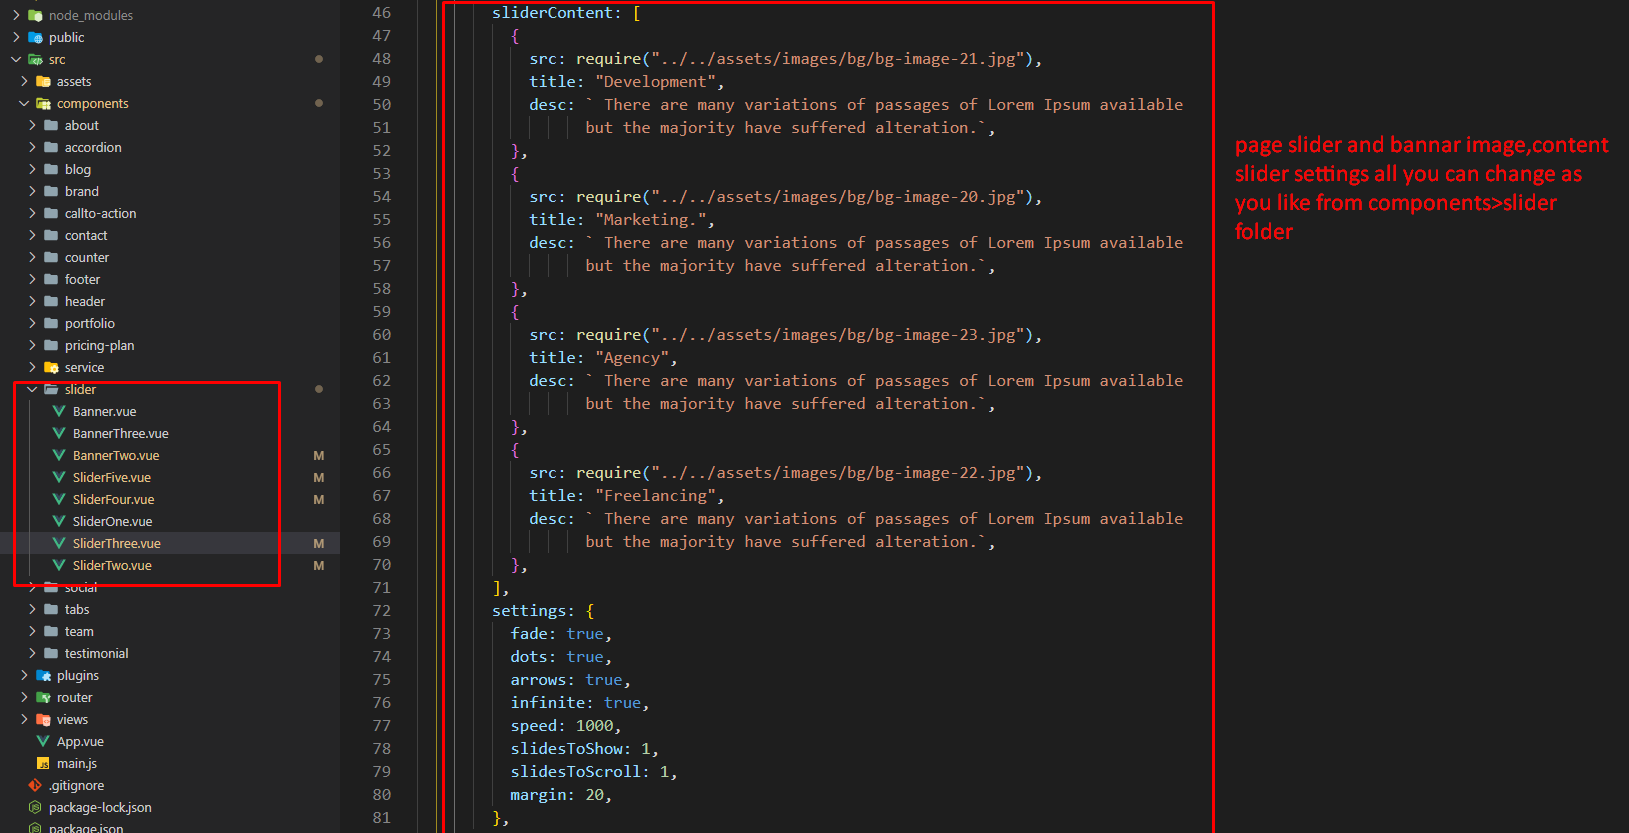 node_modules
public
src
assets
components
about
accordion
blog
brand
callto-action
contact
counter
footer
header
portfolio
pricing-plan
service
slider
Banner.vue
BannerThree.vue
BannerTwo.vue M
SliderFive.vue M
SliderFour.vue M
SliderOne.vue
SliderThree.vue M
SliderTwo.vue M
social
tabs
team
testimonial
plugins
router
views
App.vue
JS main.js
.gitignore
package-lock.json
package.json
46 sliderContent: [
47 {
48 src: require("../../assets/images/bg/bg-image-21.jpg"),
49 title: "Development",
50 desc: ` There are many variations of passages of Lorem Ipsum available
51 but the majority have suffered alteration.`,
52 },
53 {
54 src: require("../../assets/images/bg/bg-image-20.jpg"),
55 title: "Marketing.",
56 desc: ` There are many variations of passages of Lorem Ipsum available
57 but the majority have suffered alteration.`,
58 },
59 {
60 src: require("../../assets/images/bg/bg-image-23.jpg"),
61 title: "Agency",
62 desc: ` There are many variations of passages of Lorem Ipsum available
63 but the majority have suffered alteration.`,
64 },
65 {
66 src: require("../../assets/images/bg/bg-image-22.jpg"),
67 title: "Freelancing",
68 desc: ` There are many variations of passages of Lorem Ipsum available
69 but the majority have suffered alteration.`,
70 },
71 ],
72 settings: {
73 fade: true,
74 dots: true,
75 arrows: true,
76 infinite: true,
77 speed: 1000,
78 slidesToShow: 1,
79 slidesToScroll: 1,
80 margin: 20,
81 },
page slider and bannar image,content
slider settings all you can change as
you like from components>slider
folder